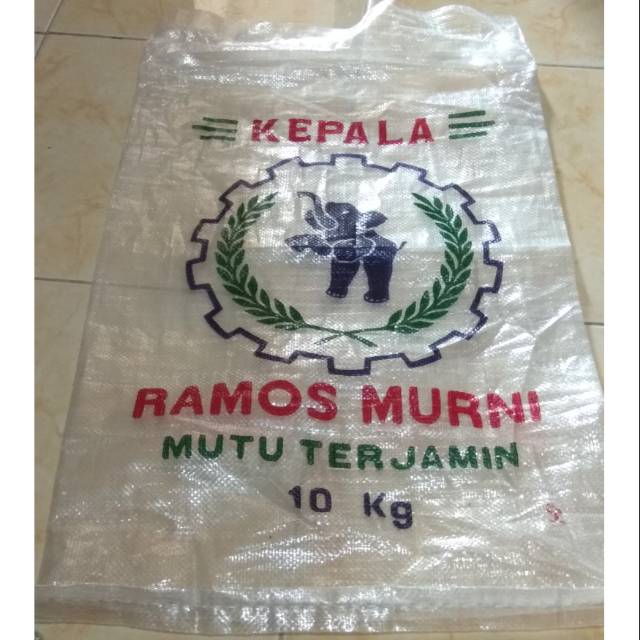 KEPALA
RAMOS MURNI
MUTU TERJAMIN
10 Kg